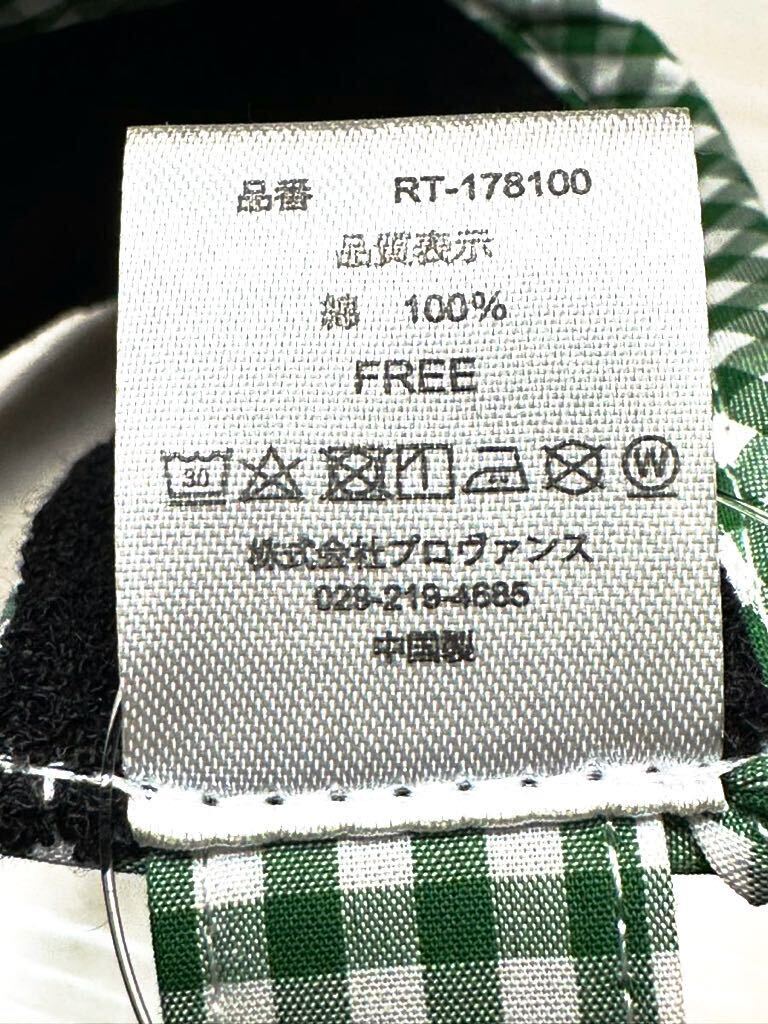 品番 RT-178100
品質表示
綿 100%
FREE
30 W
株式会社プロヴァンス
029-219-4685
中国製